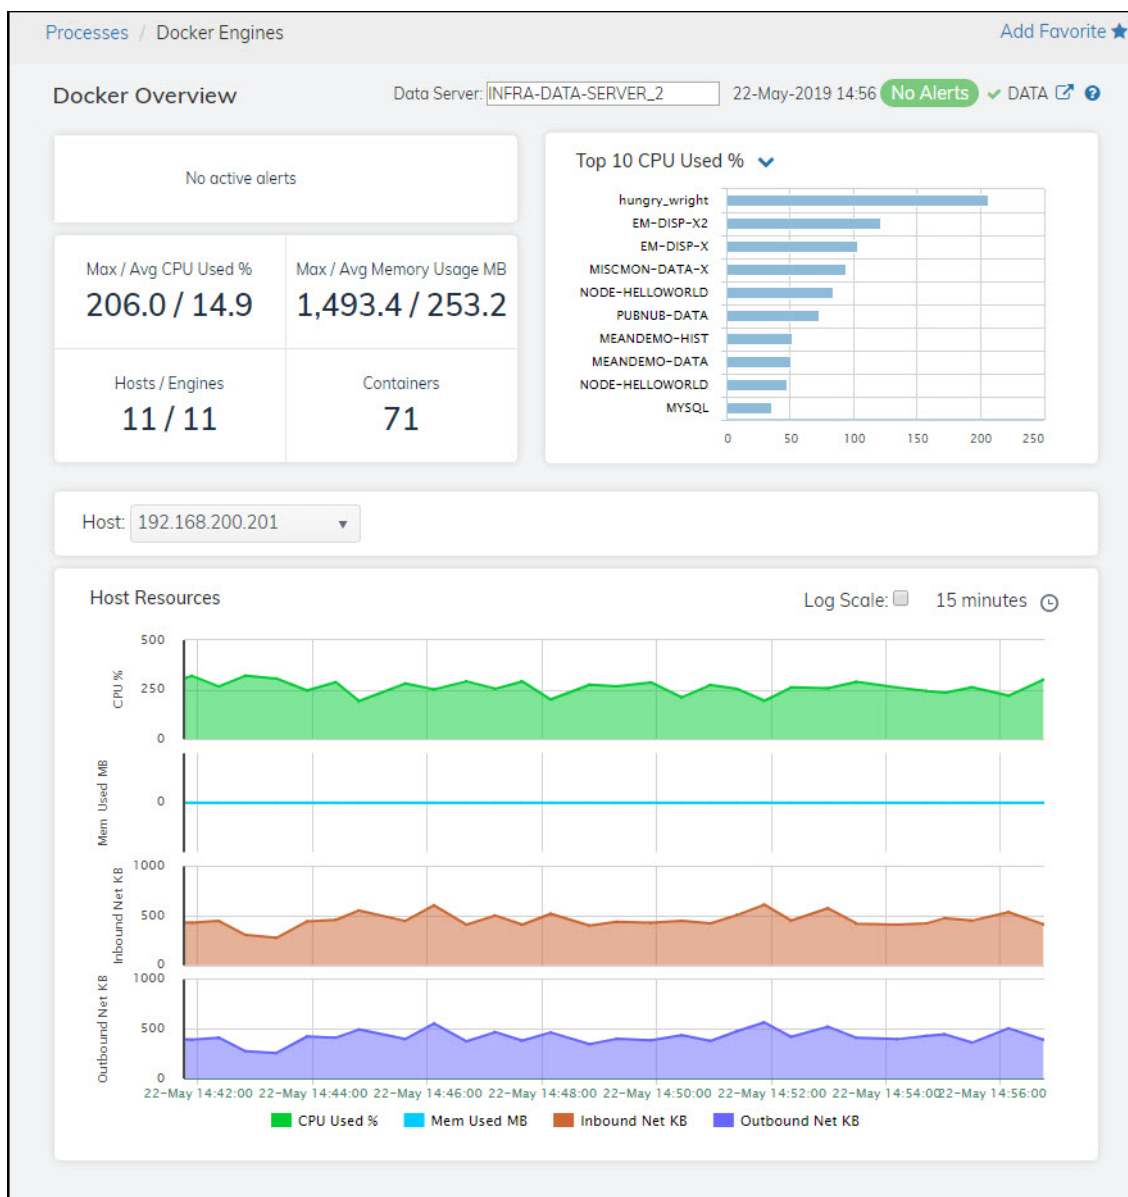 Processes / Docker Engines
Add Favorite
Docker Overview
Data Server: INFRA-DATA-SERVER_2 22-May-2019 14:56 No Alerts DATA ?
No active alerts
Max / Avg CPU Used % Max / Avg Memory Usage MB
206.0 / 14.9 1,493.4 / 253.2
Hosts / Engines Containers
11 / 11 71
Top 10 CPU Used %
hungry_wright
EM-DISP-X2
EM-DISP-X
MISCMON-DATA-X
NODE-HELLOWORLD
PUBNUB-DATA
MEANDEMO-HIST
MEANDEMO-DATA
NODE-HELLOWORLD
MYSQL
0 50 100 150 200 250
Host: 192.168.200.201
Host Resources
Log Scale: 15 minutes
CPU %
500
250
0
Mem Used MB
0
Inbound Net KB
1000
500
0
Outbound Net KB
1000
500
0
22-May 14:42:00 22-May 14:44:00 22-May 14:46:00 22-May 14:48:00 22-May 14:50:00 22-May 14:52:00 22-May 14:54:00 22-May 14:56:00
CPU Used % Mem Used MB Inbound Net KB Outbound Net KB